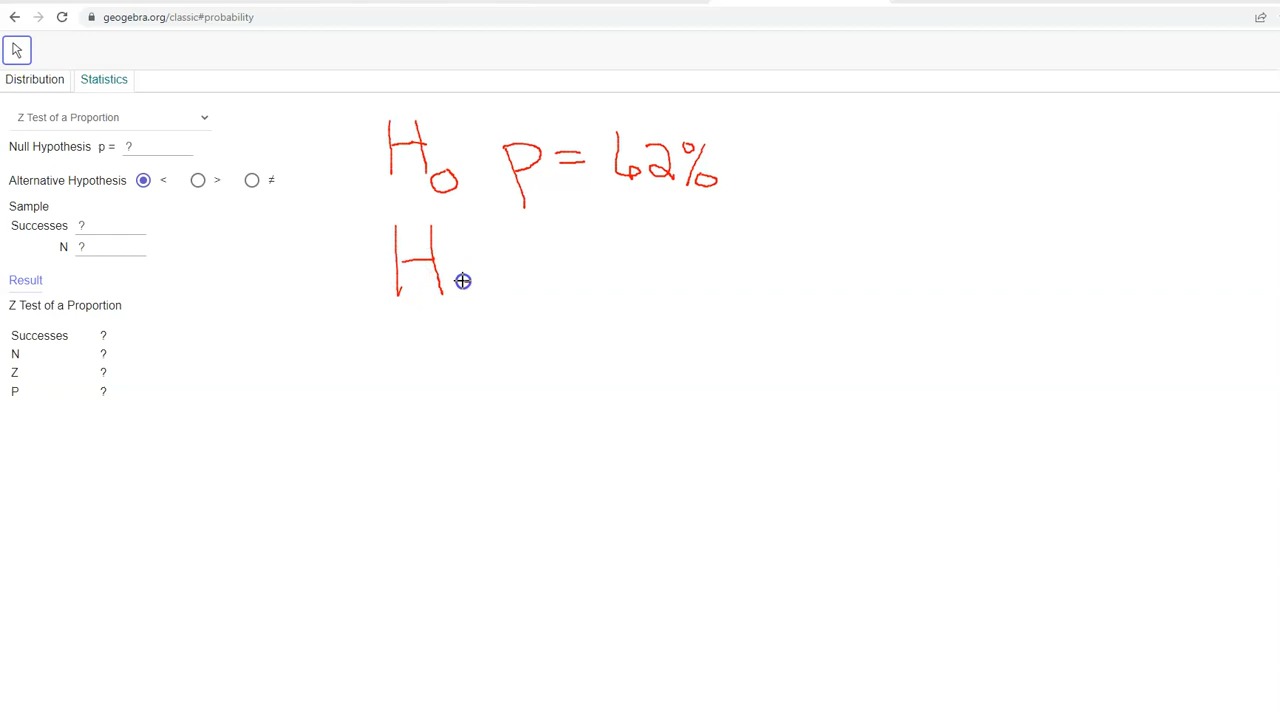 geogebra.org/classic#probability
Distribution Statistics
Z Test of a Proportion
Null Hypothesis p = ?
Alternative Hypothesis < > ≠
Sample
Successes ?
N ?
Result
Z Test of a Proportion
Successes ?
N ?
Z ?
P ?
H₀ P = 62%
H